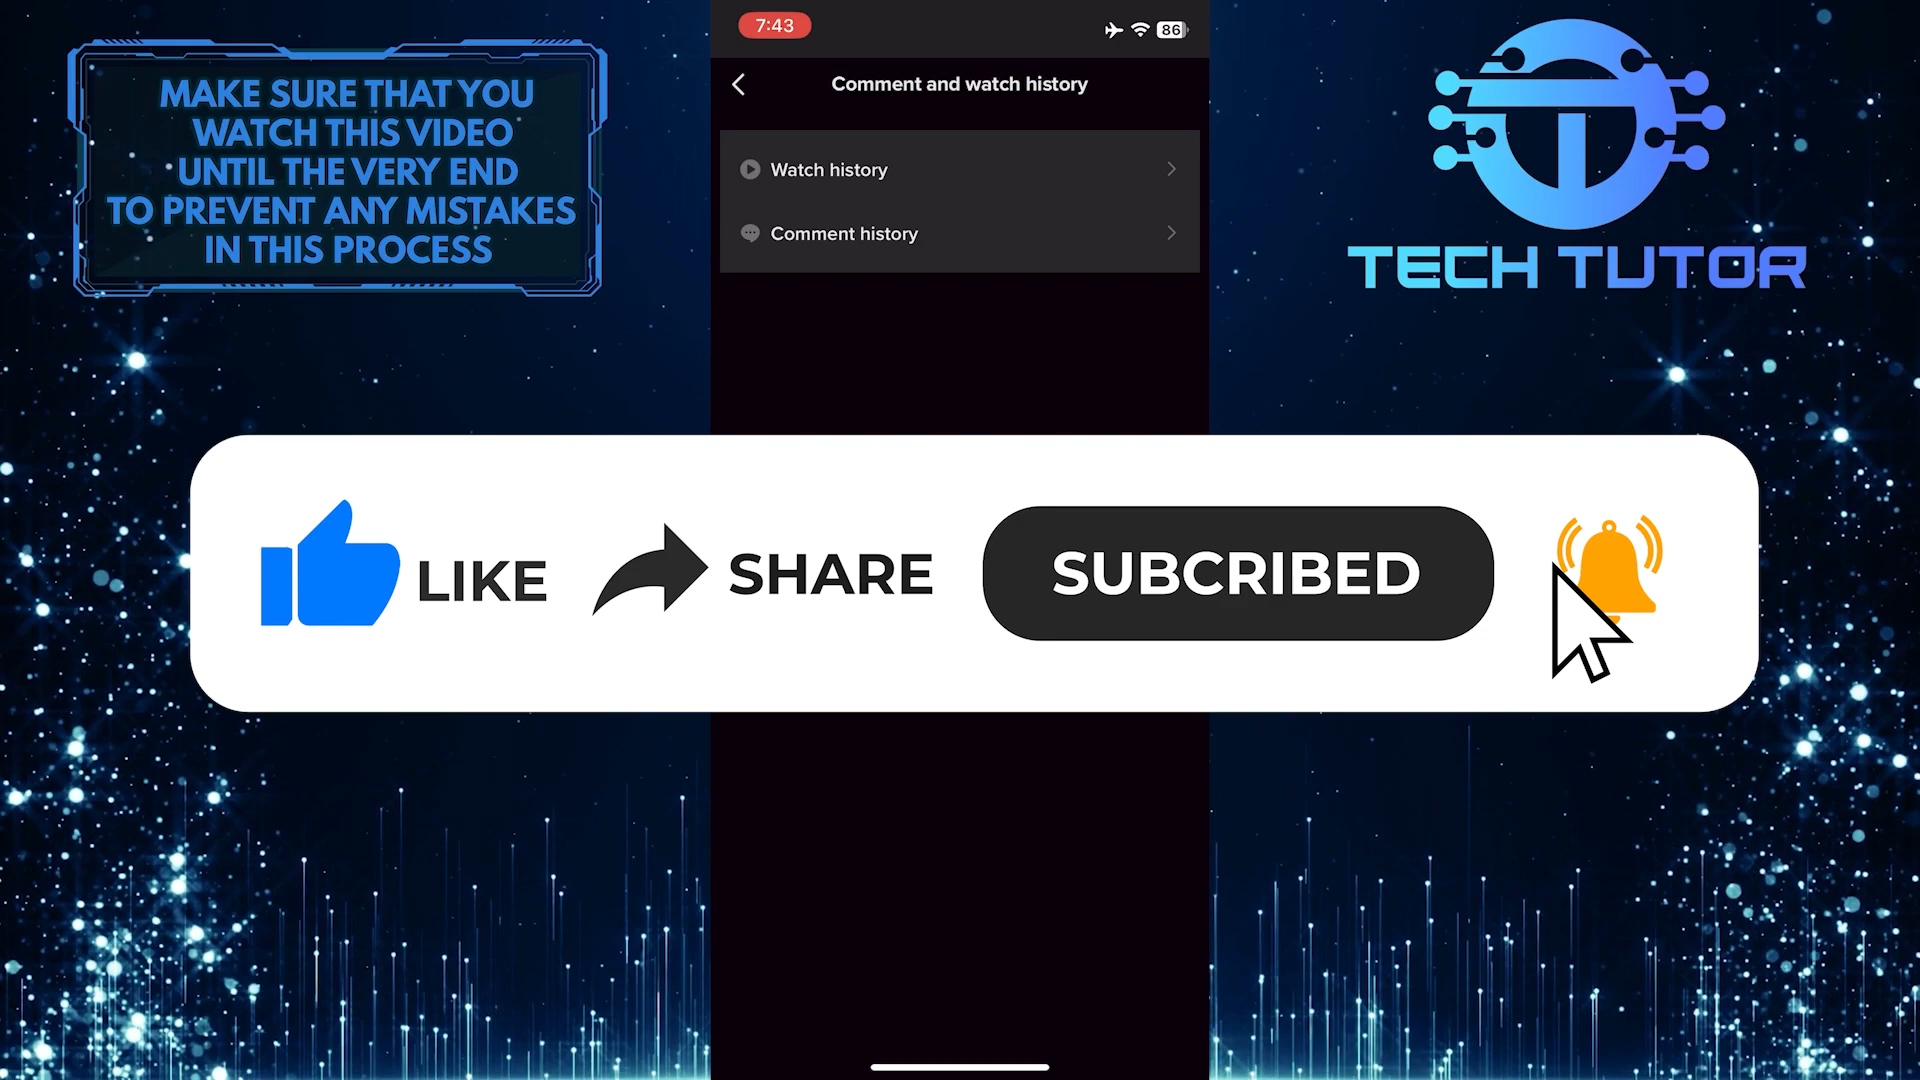 MAKE SURE THAT YOU
WATCH THIS VIDEO
UNTIL THE VERY END
TO PREVENT ANY MISTAKES
IN THIS PROCESS
7:43
86
Comment and watch history
Watch history
Comment history
TECH TUTOR
LIKE
SHARE
SUBCRIBED